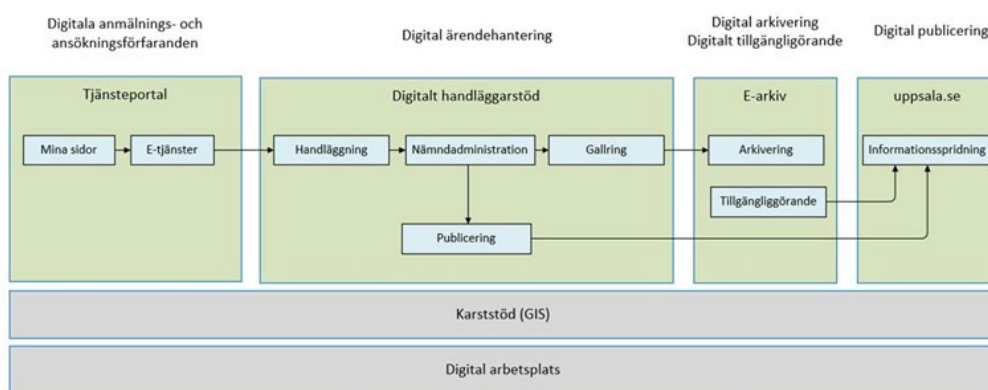 Digitala anmälnings- och
ansökningsförfaranden
Digital ärendehantering
Digital arkivering
Digitalt tillgängligörande
Digital publicering
Tjänsteportal
Digitalt handläggarstöd
E-arkiv
uppsala.se
Mina sidor
E-tjänster
Handläggning
Nämndadministration
Gallring
Arkivering
Informationsspridning
Tillgängliggörande
Publicering
Karststöd (GIS)
Digital arbetsplats